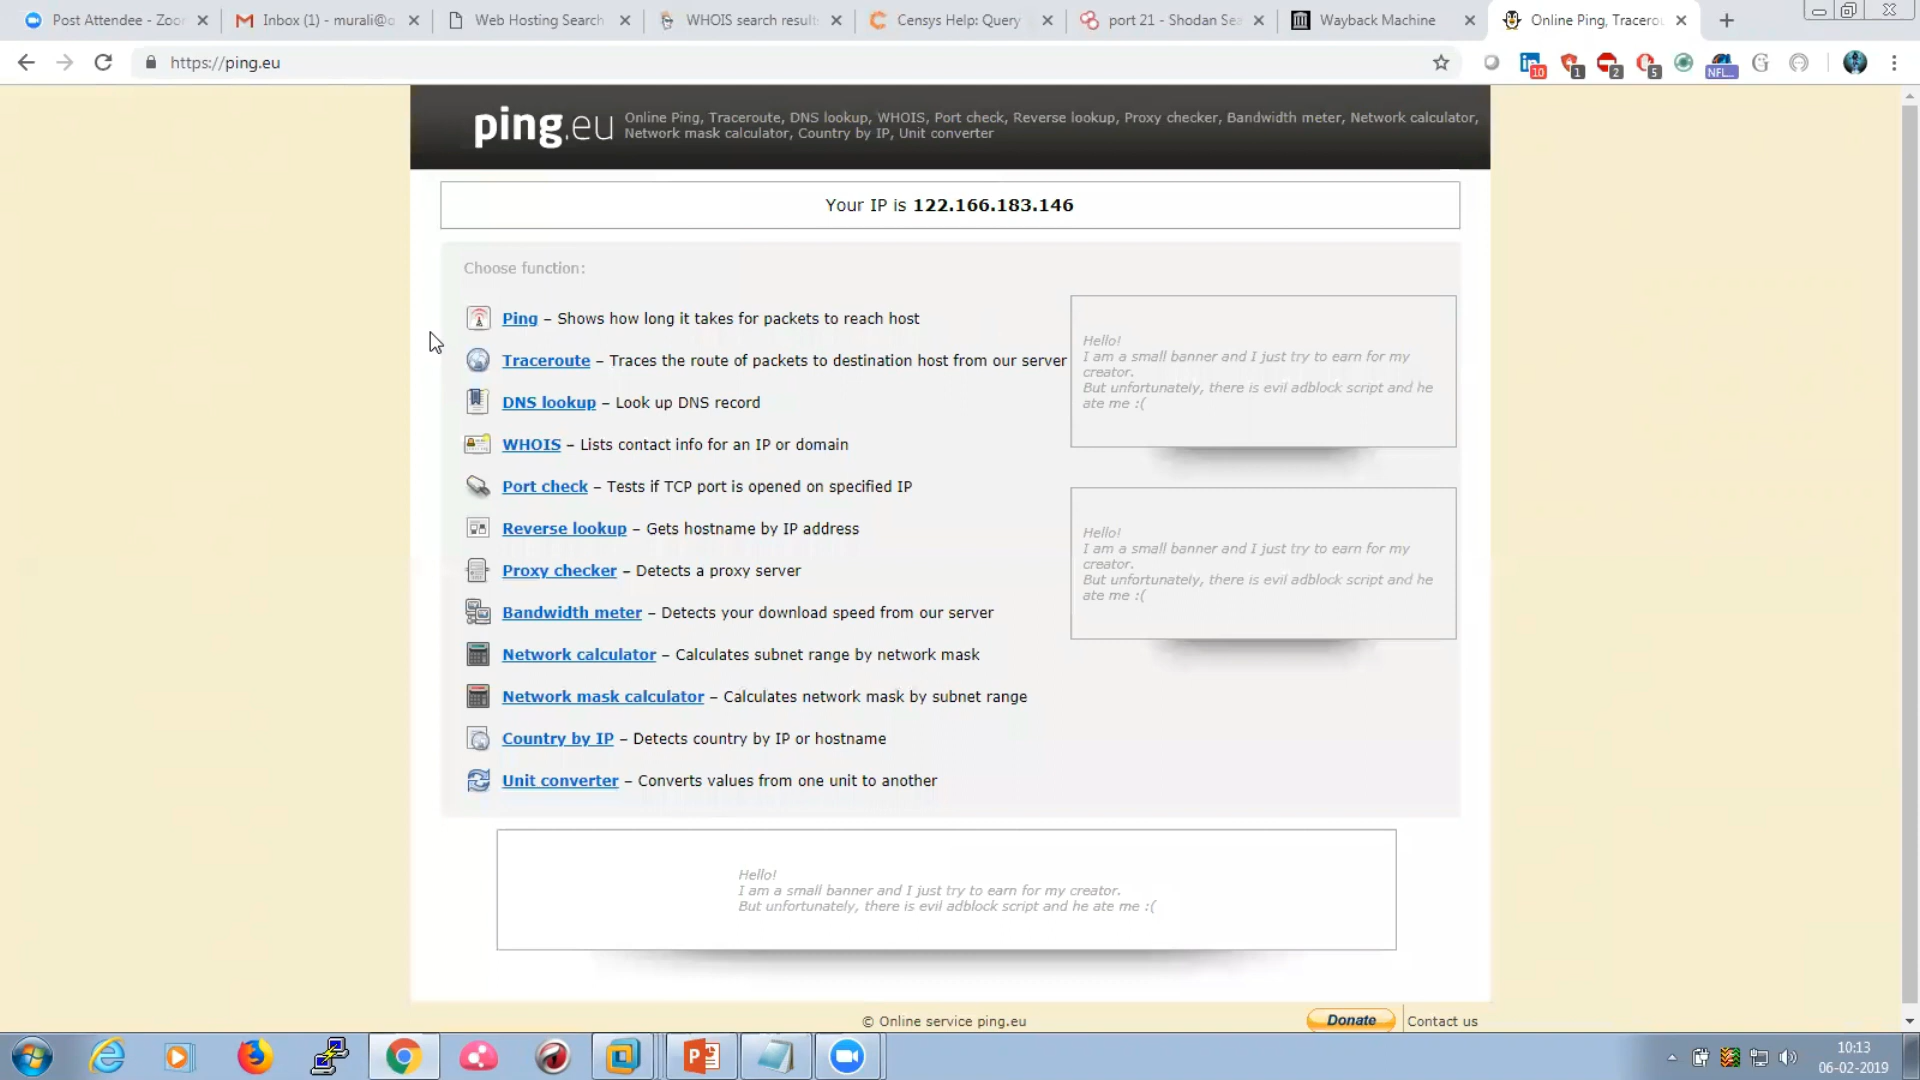 Post Attendee - Zoo
Inbox (1) - murali@o
Web Hosting Search
WHOIS search result
Censys Help: Query
port 21 - Shodan Sea
Wayback Machine
Online Ping, Tracero
https://ping.eu
10
1
2
5
NFL...
G
ping.eu
Online Ping, Traceroute, DNS lookup, WHOIS, Port check, Reverse lookup, Proxy checker, Bandwidth meter, Network calculator,
Network mask calculator, Country by IP, Unit converter
Your IP is 122.166.183.146
Choose function:
Ping – Shows how long it takes for packets to reach host
Traceroute – Traces the route of packets to destination host from our server
DNS lookup – Look up DNS record
WHOIS – Lists contact info for an IP or domain
Port check – Tests if TCP port is opened on specified IP
Reverse lookup – Gets hostname by IP address
Proxy checker – Detects a proxy server
Bandwidth meter – Detects your download speed from our server
Network calculator – Calculates subnet range by network mask
Network mask calculator – Calculates network mask by subnet range
Country by IP – Detects country by IP or hostname
Unit converter – Converts values from one unit to another
Hello!
I am a small banner and I just try to earn for my
creator.
But unfortunately, there is evil adblock script and he
ate me :(
Hello!
I am a small banner and I just try to earn for my
creator.
But unfortunately, there is evil adblock script and he
ate me :(
Hello!
I am a small banner and I just try to earn for my creator.
But unfortunately, there is evil adblock script and he ate me :(
© Online service ping.eu
Donate
Contact us
10:13
06-02-2019